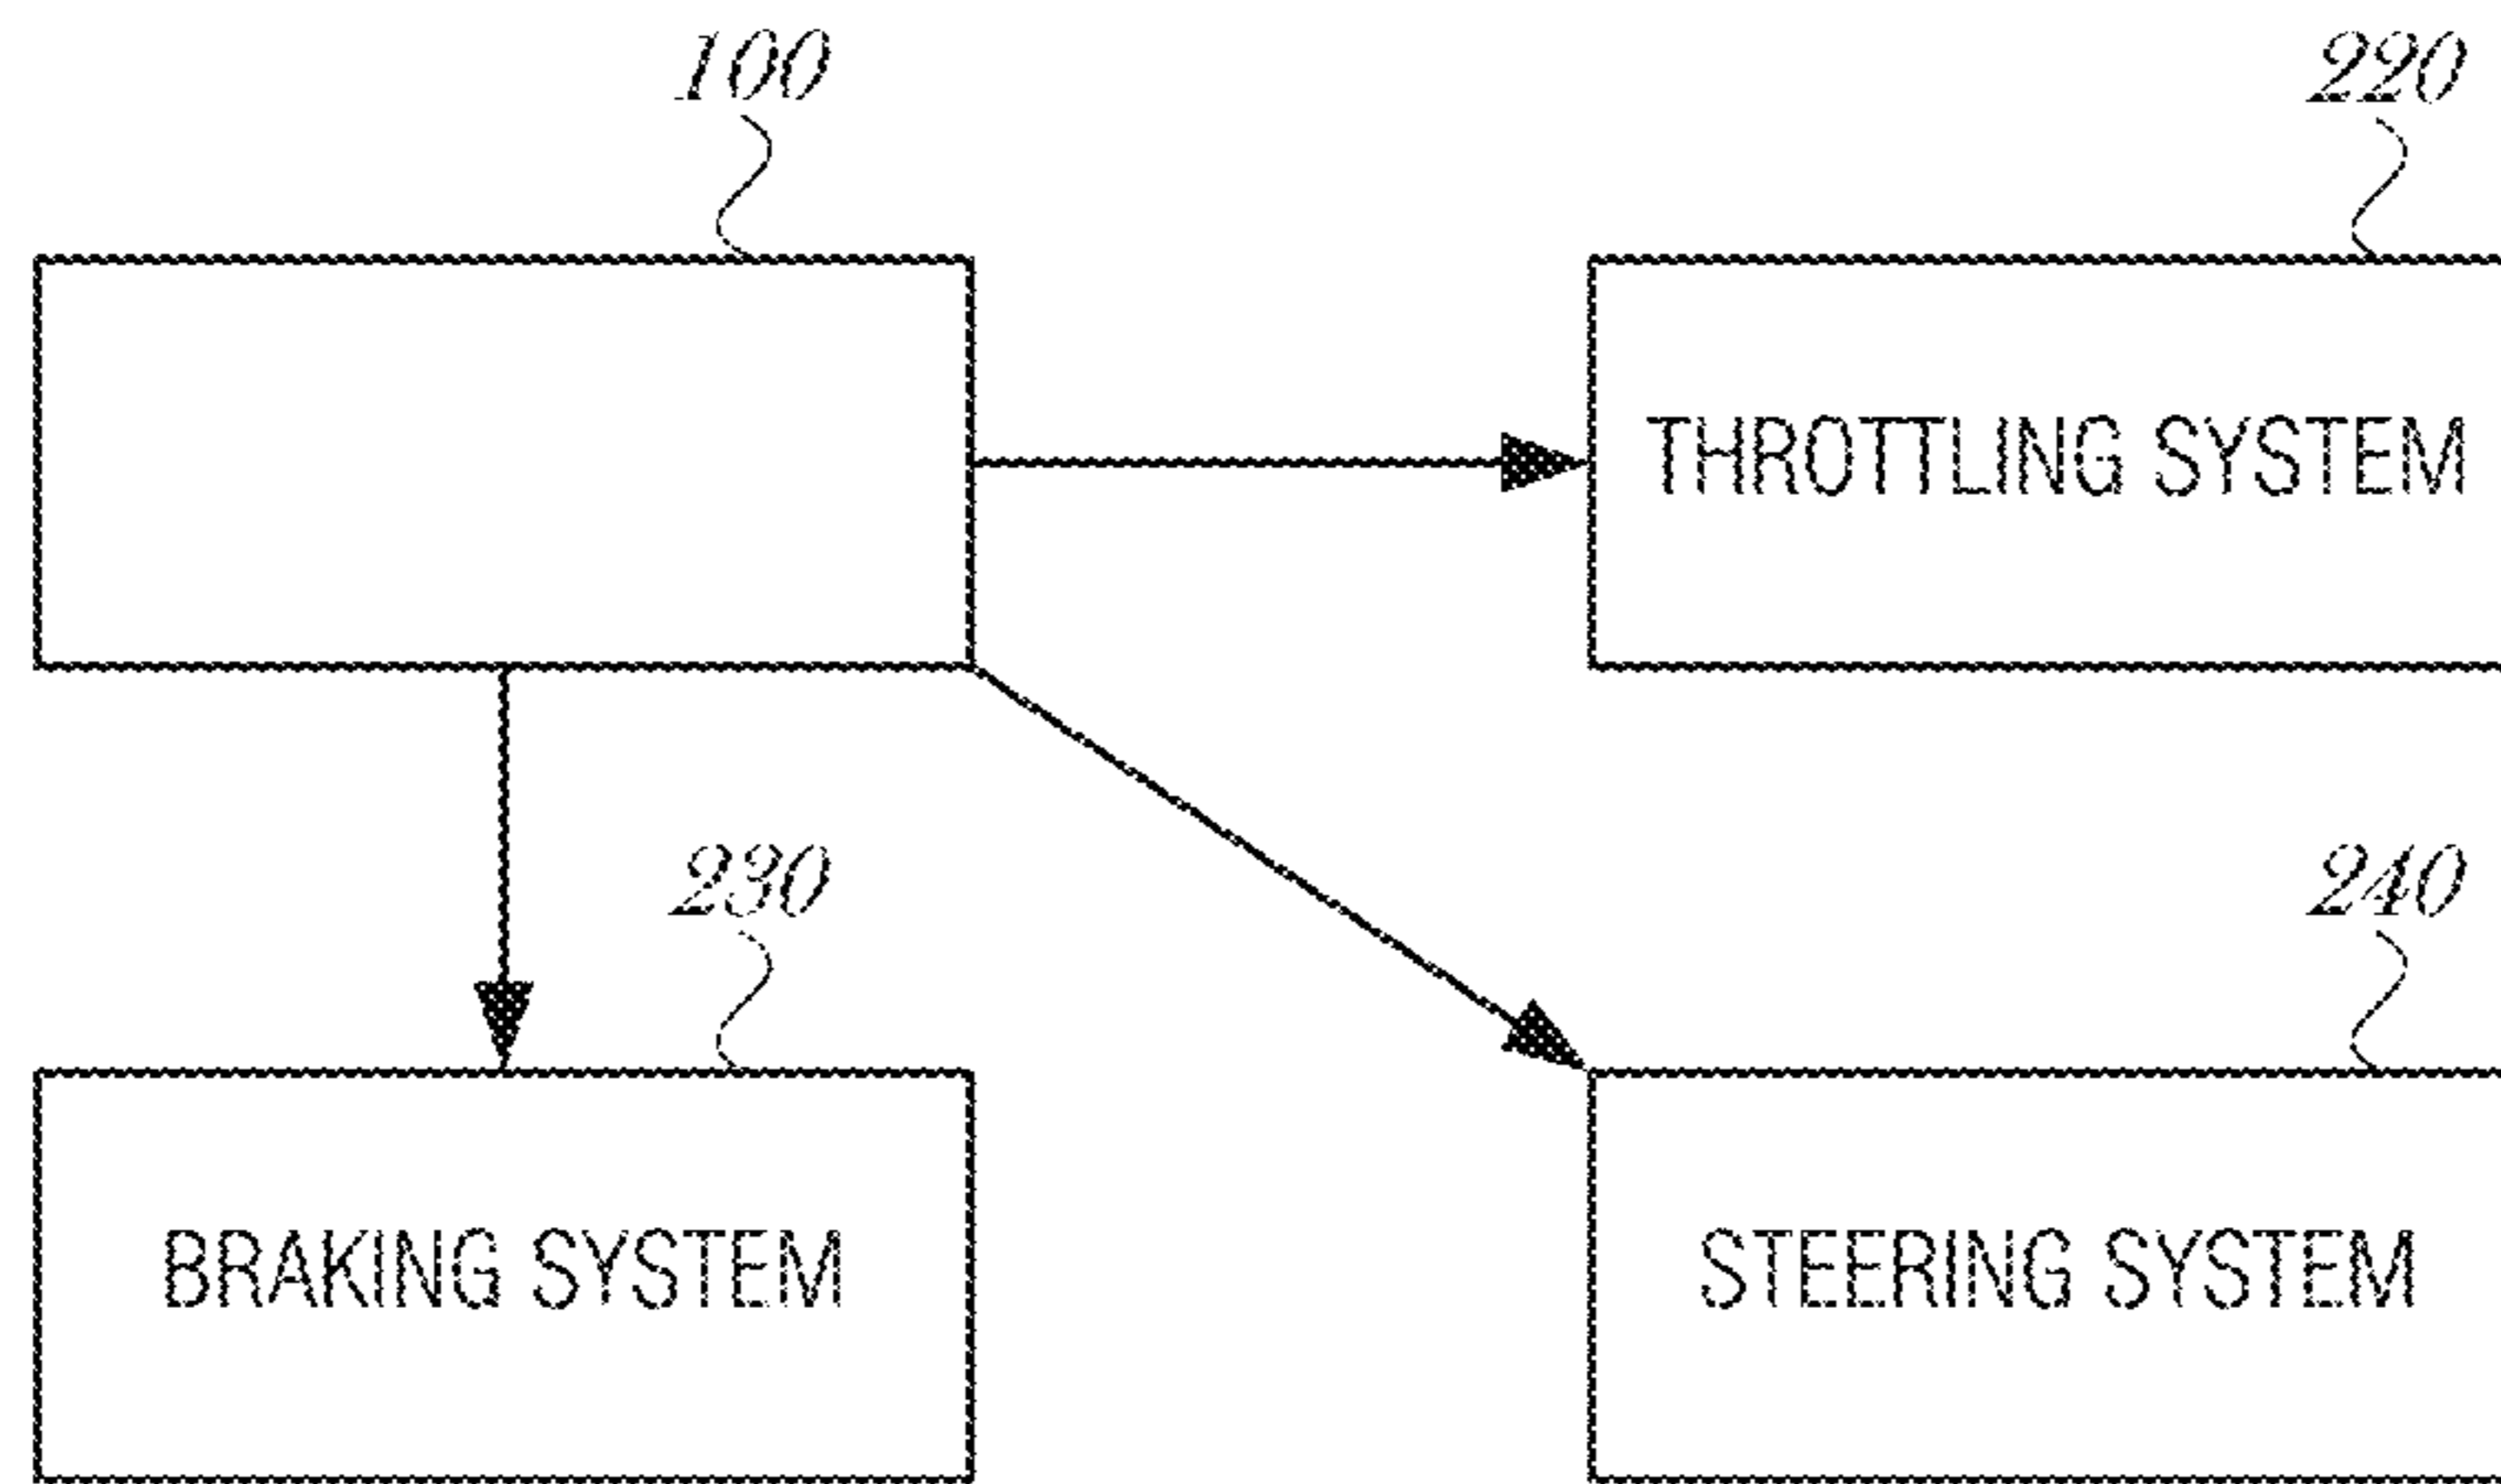 100
220
THROTTLING SYSTEM
230
240
BRAKING SYSTEM
STEERING SYSTEM